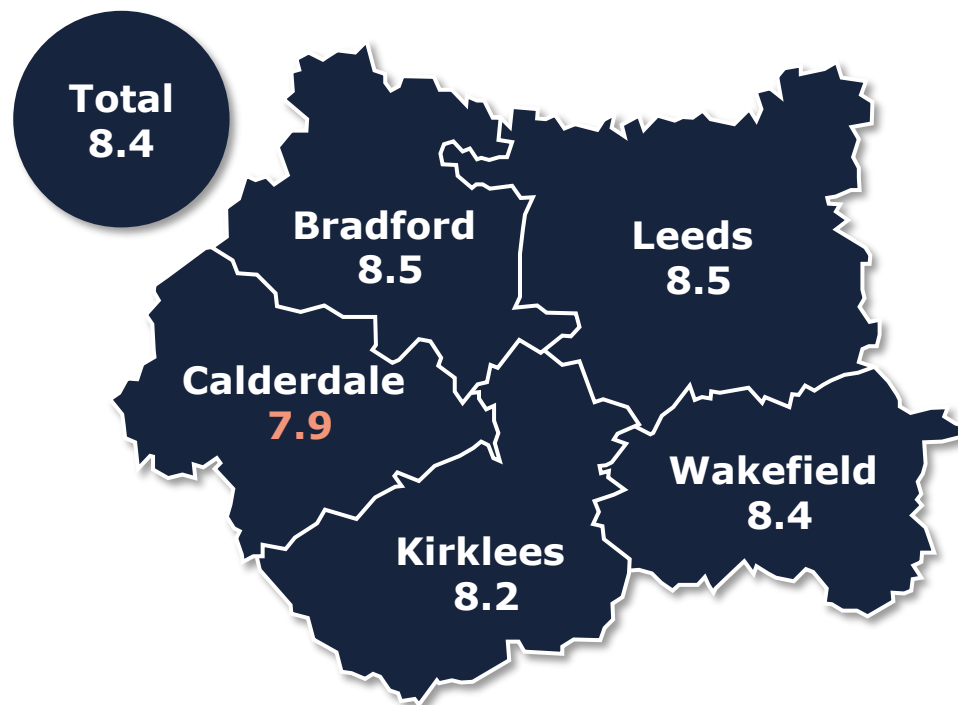 Total
8.4
Bradford
8.5
Leeds
8.5
Calderdale
7.9
Wakefield
8.4
Kirklees
8.2